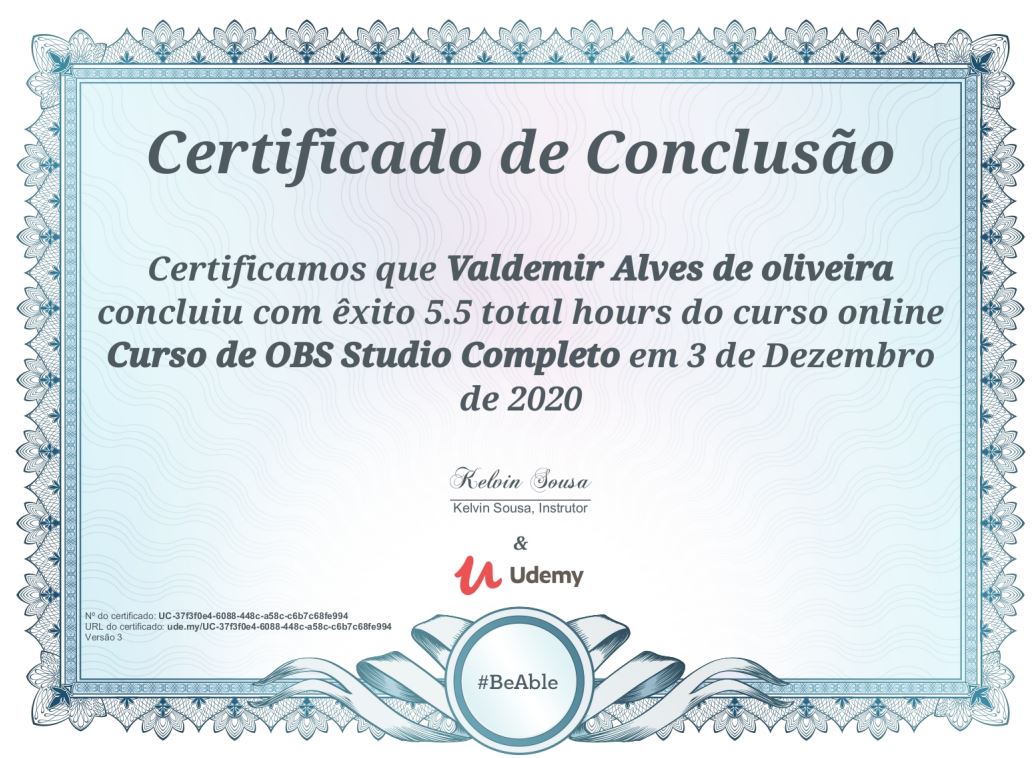 Certificado de Conclusão
Certificamos que Valdemir Alves de oliveira
concluiu com êxito 5.5 total hours do curso online
Curso de OBS Studio Completo em 3 de Dezembro
de 2020
Kelvin Sousa
Kelvin Sousa, Instrutor
&
Udemy
Nº do certificado: UC-37f3f0e4-6088-448c-a58c-c6b7c68fe994
URL do certificado: ude.my/UC-37f3f0e4-6088-448c-a58c-c6b7c68fe994
Versão 3
#BeAble